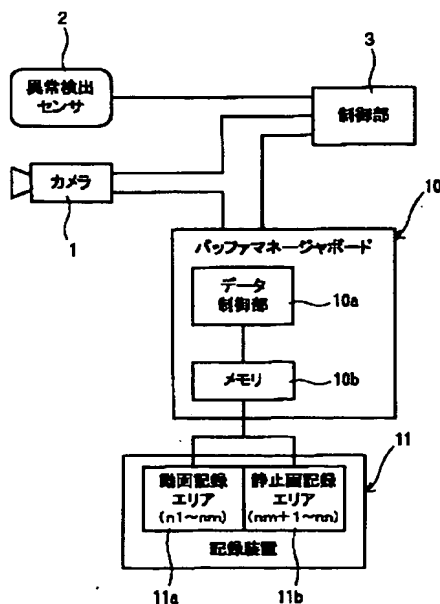 2
異常検出
センサ
3
制御部
カメラ
1
10
バッファマネージャボード
データ
制御部
10a
メモリ
10b
11
動画記録
エリア
(n1~nm)
静止画記録
エリア
(nm+1~nn)
記録装置
11a
11b